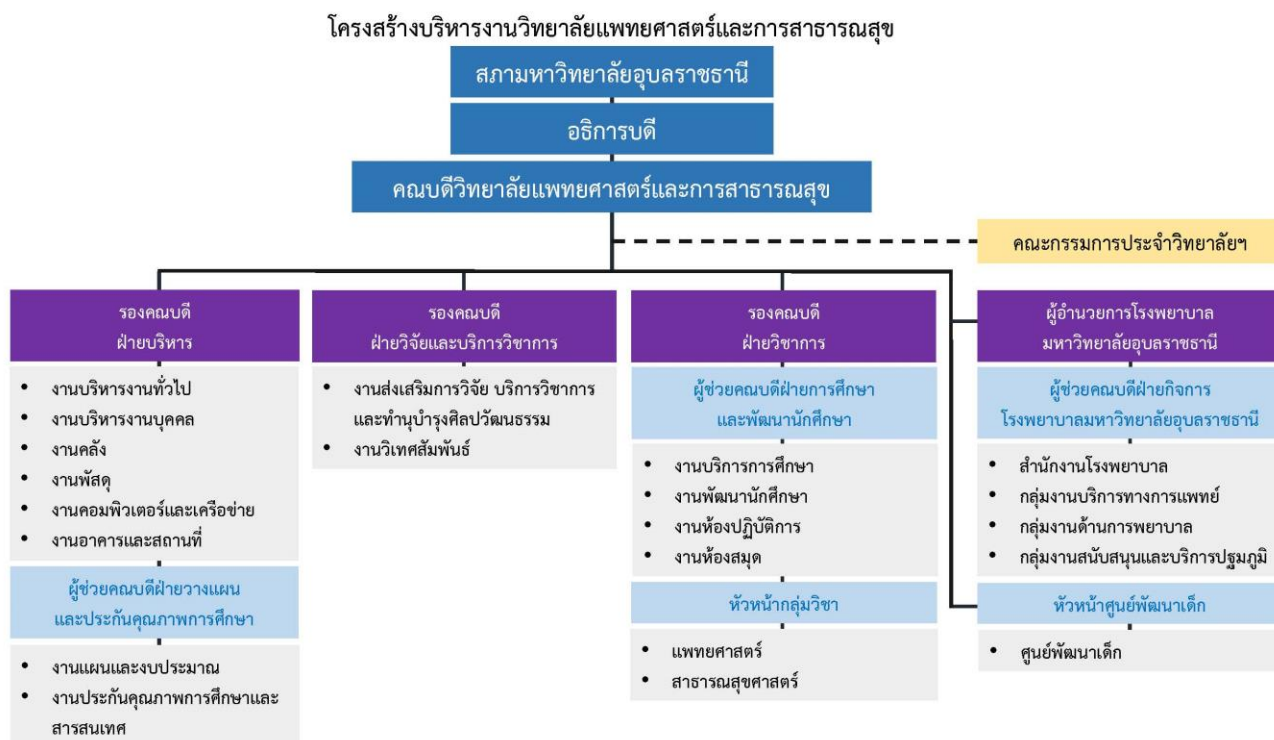 โครงสร้างบริหารงานวิทยาลัยแพทยศาสตร์และการสาธารณสุข
สภามหาวิทยาลัยอุบลราชธานี
อธิการบดี
คณบดีวิทยาลัยแพทยศาสตร์และการสาธารณสุข
คณะกรรมการประจำวิทยาลัยฯ
รองคณบดี
ฝ่ายบริหาร
• งานบริหารงานทั่วไป
• งานบริหารงานบุคคล
• งานคลัง
• งานพัสดุ
• งานคอมพิวเตอร์และเครือข่าย
• งานอาคารและสถานที่
ผู้ช่วยคณบดีฝ่ายวางแผน
และประกันคุณภาพการศึกษา
• งานแผนและงบประมาณ
• งานประกันคุณภาพการศึกษาและ
สารสนเทศ
รองคณบดี
ฝ่ายวิจัยและบริการวิชาการ
• งานส่งเสริมการวิจัย บริการวิชาการ
และทำนุบำรุงศิลปวัฒนธรรม
• งานวิเทศสัมพันธ์
รองคณบดี
ฝ่ายวิชาการ
ผู้ช่วยคณบดีฝ่ายการศึกษา
และพัฒนานักศึกษา
• งานบริการการศึกษา
• งานพัฒนานักศึกษา
• งานห้องปฏิบัติการ
• งานห้องสมุด
หัวหน้ากลุ่มวิชา
• แพทยศาสตร์
• สาธารณสุขศาสตร์
ผู้อำนวยการโรงพยาบาล
มหาวิทยาลัยอุบลราชธานี
ผู้ช่วยคณบดีฝ่ายกิจการ
โรงพยาบาลมหาวิทยาลัยอุบลราชธานี
• สำนักงานโรงพยาบาล
• กลุ่มงานบริการทางการแพทย์
• กลุ่มงานด้านการพยาบาล
• กลุ่มงานสนับสนุนและบริการปฐมภูมิ
หัวหน้าศูนย์พัฒนาเด็ก
• ศูนย์พัฒนาเด็ก